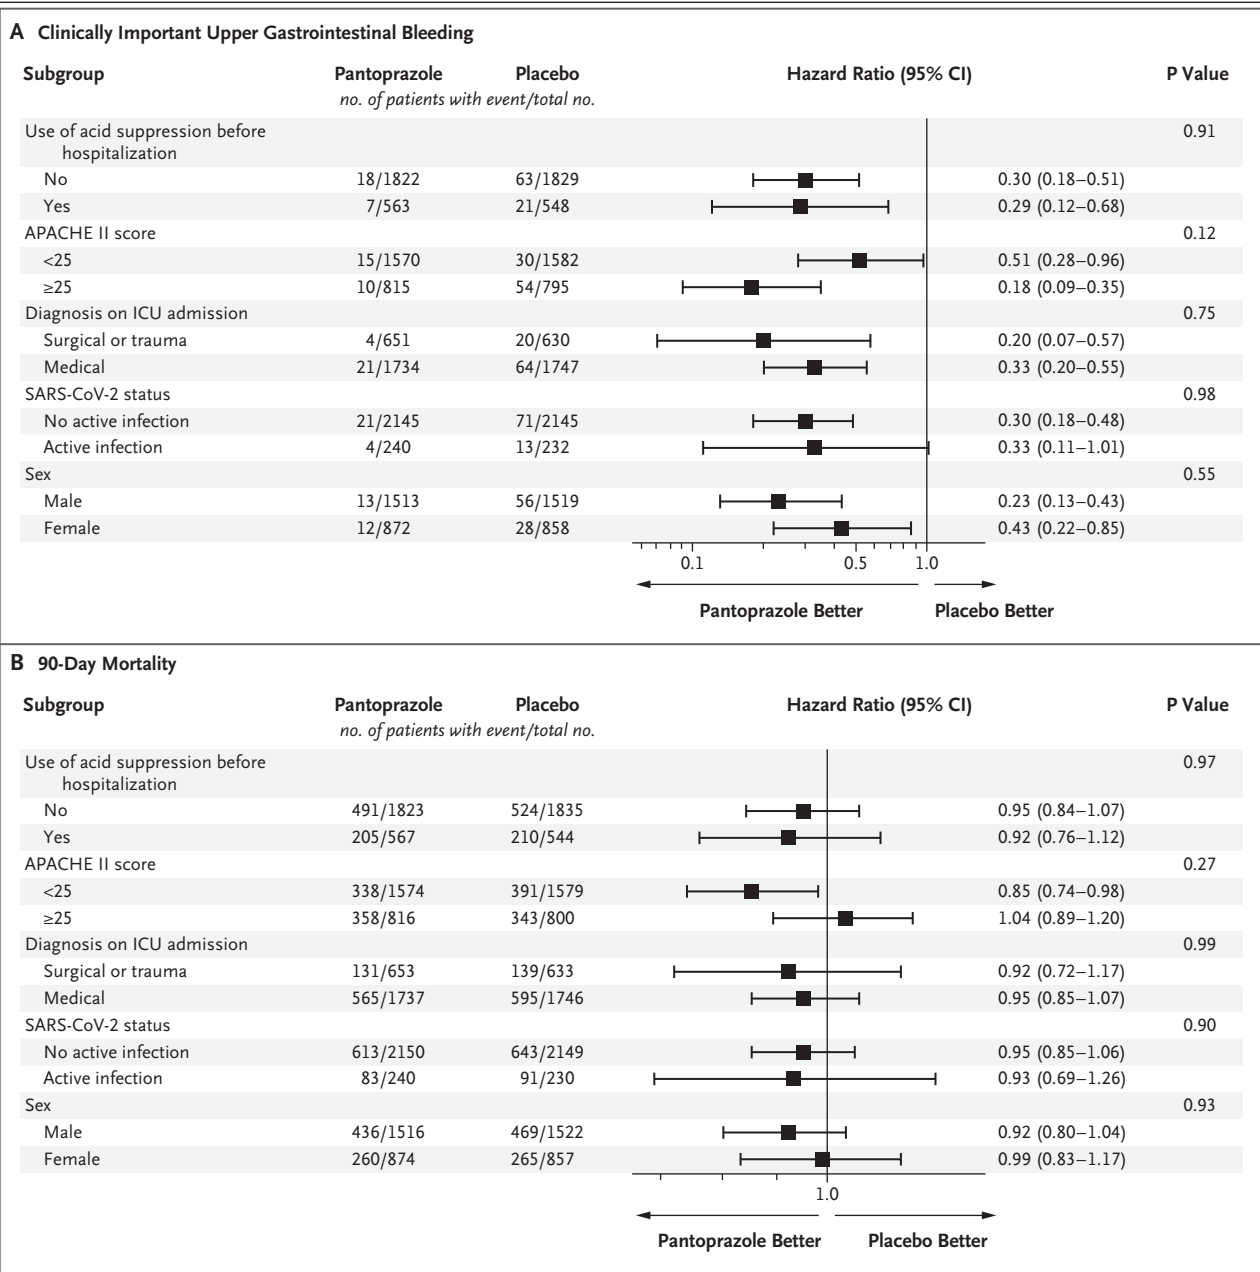 A Clinically Important Upper Gastrointestinal Bleeding
Subgroup Pantoprazole Placebo Hazard Ratio (95% CI) P Value
no. of patients with event/total no.
Use of acid suppression before hospitalization 0.91
No 18/1822 63/1829 0.30 (0.18–0.51)
Yes 7/563 21/548 0.29 (0.12–0.68)
APACHE II score 0.12
<25 15/1570 30/1582 0.51 (0.28–0.96)
≥25 10/815 54/795 0.18 (0.09–0.35)
Diagnosis on ICU admission 0.75
Surgical or trauma 4/651 20/630 0.20 (0.07–0.57)
Medical 21/1734 64/1747 0.33 (0.20–0.55)
SARS-CoV-2 status 0.98
No active infection 21/2145 71/2145 0.30 (0.18–0.48)
Active infection 4/240 13/232 0.33 (0.11–1.01)
Sex 0.55
Male 13/1513 56/1519 0.23 (0.13–0.43)
Female 12/872 28/858 0.43 (0.22–0.85)
0.1 0.5 1.0
Pantoprazole Better Placebo Better
B 90-Day Mortality
Subgroup Pantoprazole Placebo Hazard Ratio (95% CI) P Value
no. of patients with event/total no.
Use of acid suppression before hospitalization 0.97
No 491/1823 524/1835 0.95 (0.84–1.07)
Yes 205/567 210/544 0.92 (0.76–1.12)
APACHE II score 0.27
<25 338/1574 391/1579 0.85 (0.74–0.98)
≥25 358/816 343/800 1.04 (0.89–1.20)
Diagnosis on ICU admission 0.99
Surgical or trauma 131/653 139/633 0.92 (0.72–1.17)
Medical 565/1737 595/1746 0.95 (0.85–1.07)
SARS-CoV-2 status 0.90
No active infection 613/2150 643/2149 0.95 (0.85–1.06)
Active infection 83/240 91/230 0.93 (0.69–1.26)
Sex 0.93
Male 436/1516 469/1522 0.92 (0.80–1.04)
Female 260/874 265/857 0.99 (0.83–1.17)
1.0
Pantoprazole Better Placebo Better